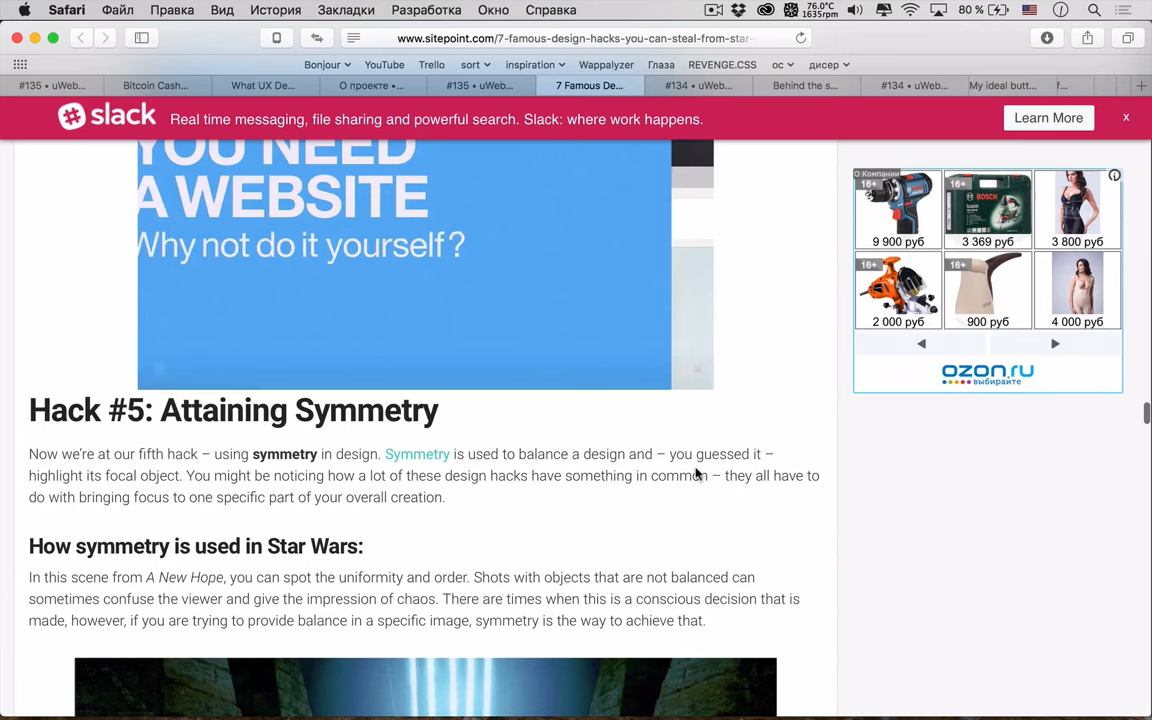 Safari Файл Правка Вид История Закладки Разработка Окно Справка
76.0°C
1635rpm
80 %
www.sitepoint.com/7-famous-design-hacks-you-can-steal-from-star-
Bonjour YouTube Trello sort inspiration Wappalyzer Глаза REVENGE.CSS ос дисер
#135 • uWeb... Bitcoin Cash... What UX De... О проекте •... #135 • uWeb... 7 Famous De... #134 • uWeb... Behind the s... #134 • uWeb... My ideal butt... f...
slack Real time messaging, file sharing and powerful search. Slack: where work happens. Learn More x
YOU NEED
A WEBSITE
Why not do it yourself?
О Компании
16+ 16+
9 900 руб 3 369 руб 3 800 руб
16+ 16+
2 000 руб 900 руб 4 000 руб
ozon.ru
выбирайте
Hack #5: Attaining Symmetry
Now we're at our fifth hack – using symmetry in design. Symmetry is used to balance a design and – you guessed it –
highlight its focal object. You might be noticing how a lot of these design hacks have something in common – they all have to
do with bringing focus to one specific part of your overall creation.
How symmetry is used in Star Wars:
In this scene from A New Hope, you can spot the uniformity and order. Shots with objects that are not balanced can
sometimes confuse the viewer and give the impression of chaos. There are times when this is a conscious decision that is
made, however, if you are trying to provide balance in a specific image, symmetry is the way to achieve that.